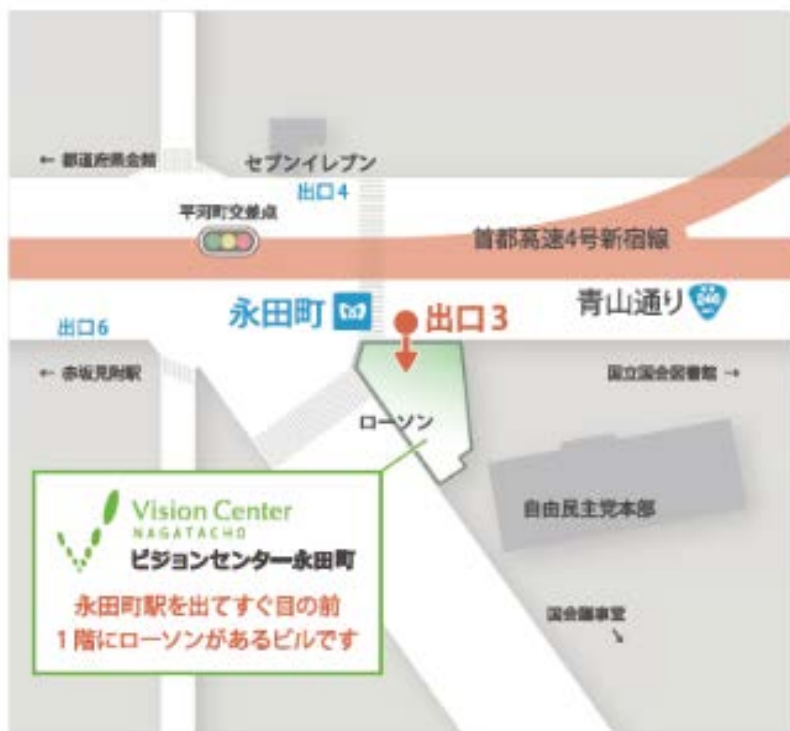 ← 都道府県会館
セブンイレブン
出口4
平河町交差点
首都高速4号新宿線
永田町
出口3
青山通り
246
出口6
← 赤坂見附駅
国立国会図書館 →
ローソン
自由民主党本部
Vision Center
NAGATACHO
ビジョンセンター永田町
永田町駅を出てすぐ目の前
1階にローソンがあるビルです
国会議事堂
↘